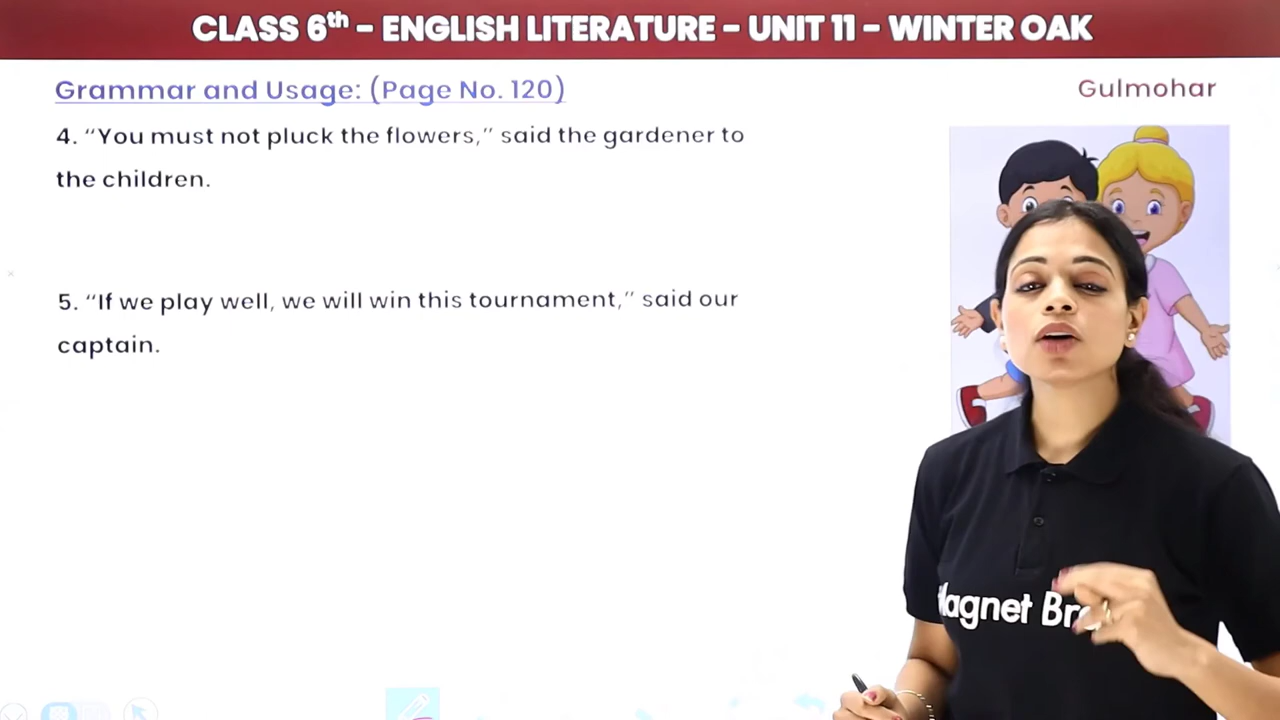 CLASS 6th - ENGLISH LITERATURE - UNIT 11 - WINTER OAK
Grammar and Usage: (Page No. 120)
Gulmohar
4. “You must not pluck the flowers,” said the gardener to
the children.
5. “If we play well, we will win this tournament,” said our
captain.